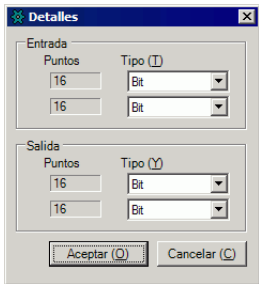 Detalles
Entrada
Puntos Tipo (T)
16 Bit
16 Bit
Salida
Puntos Tipo (Y)
16 Bit
16 Bit
Aceptar (O) Cancelar (C)